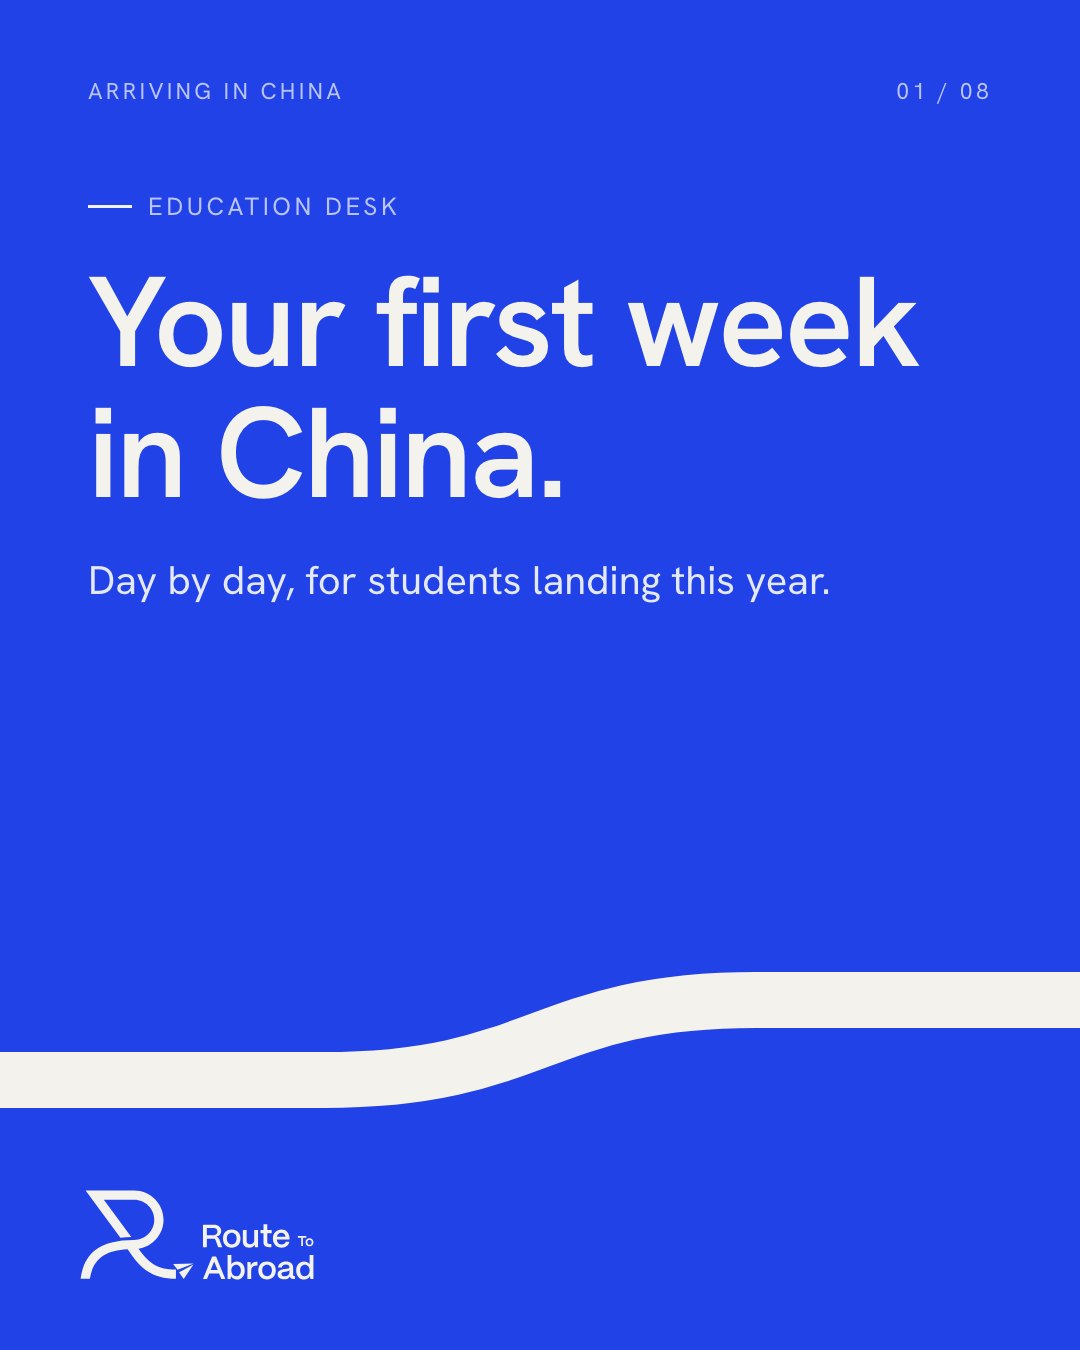 ARRIVING IN CHINA
01 / 08
EDUCATION DESK
Your first week
in China.
Day by day, for students landing this year.
Route To
Abroad